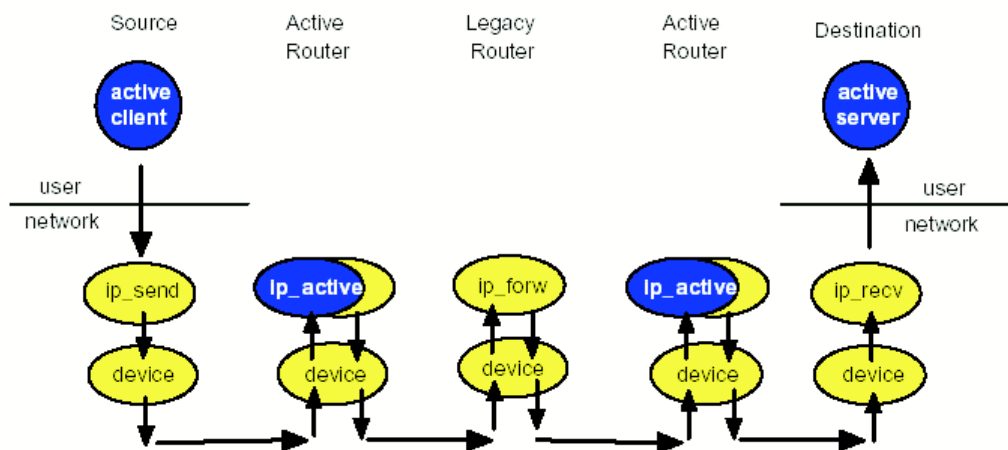 Source
Active
Router
Legacy
Router
Active
Router
Destination
active
client
active
server
user
network
user
network
ip_send
ip_active
ip_forw
ip_active
ip_recv
device
device
device
device
device